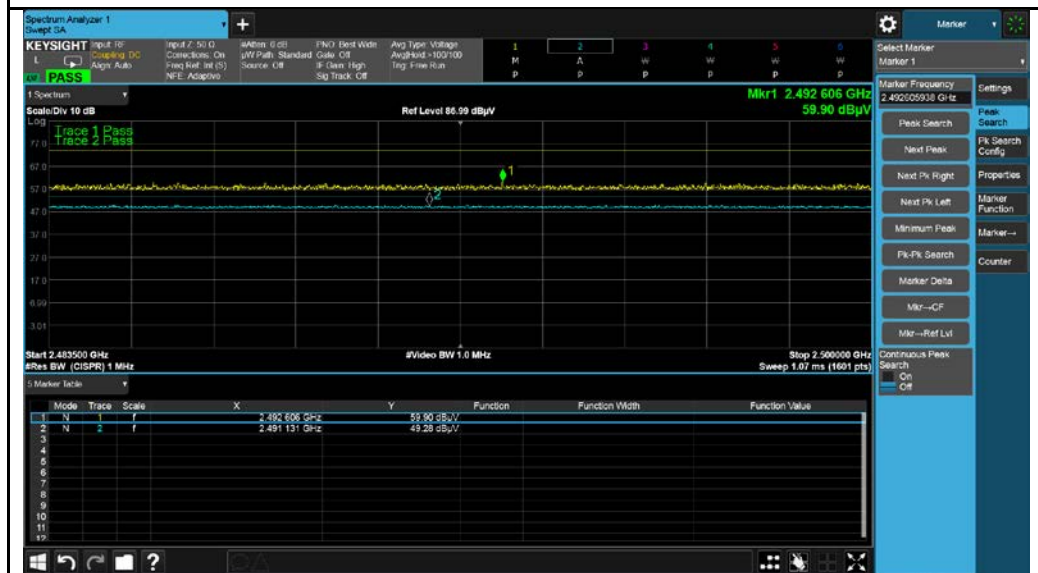 Spectrum Analyzer 1
Swept SA
+
Marker
KEYSIGHT Input: RF Input Z: 50 Ω #Atten: 0 dB PNO: Best Wide Avg Type: Voltage 1 2 3 4 5 6
L Coupling: DC Corrections: On µW Path: Standard Gate: Off Avg|Hold: >100/100 M A W W W W
Align: Auto Freq Ref: Int (S) Source: Off IF Gain: High Trig: Free Run
PASS NFE: Adaptive Sig Track: Off P P P P P P
Select Marker
Marker 1
1 Spectrum
Scale/Div 10 dB
Ref Level 86.99 dBµV
Mkr1 2.492 606 GHz
59.90 dBµV
Log
Trace 1 Pass
Trace 2 Pass
77.0
67.0
57.0
47.0
37.0
27.0
17.0
6.99
3.01
1
2
Start 2.483500 GHz
#Video BW 1.0 MHz
Stop 2.500000 GHz
#Res BW (CISPR) 1 MHz
Sweep 1.07 ms (1601 pts)
Marker Frequency
2.492605938 GHz
Peak Search
Next Peak
Next Pk Right
Next Pk Left
Minimum Peak
Pk-Pk Search
Marker Delta
Mkr→CF
Mkr→Ref Lvl
Continuous Peak
Search
On
Off
Settings
Peak
Search
Pk Search
Config
Properties
Marker
Function
Marker→
Counter
5 Marker Table
Mode Trace Scale X Y Function Function Width Function Value
1 N 1 f 2.492 606 GHz 59.90 dBµV
2 N 2 f 2.491 131 GHz 49.28 dBµV
3
4
5
6
7
8
9
10
11
12
?